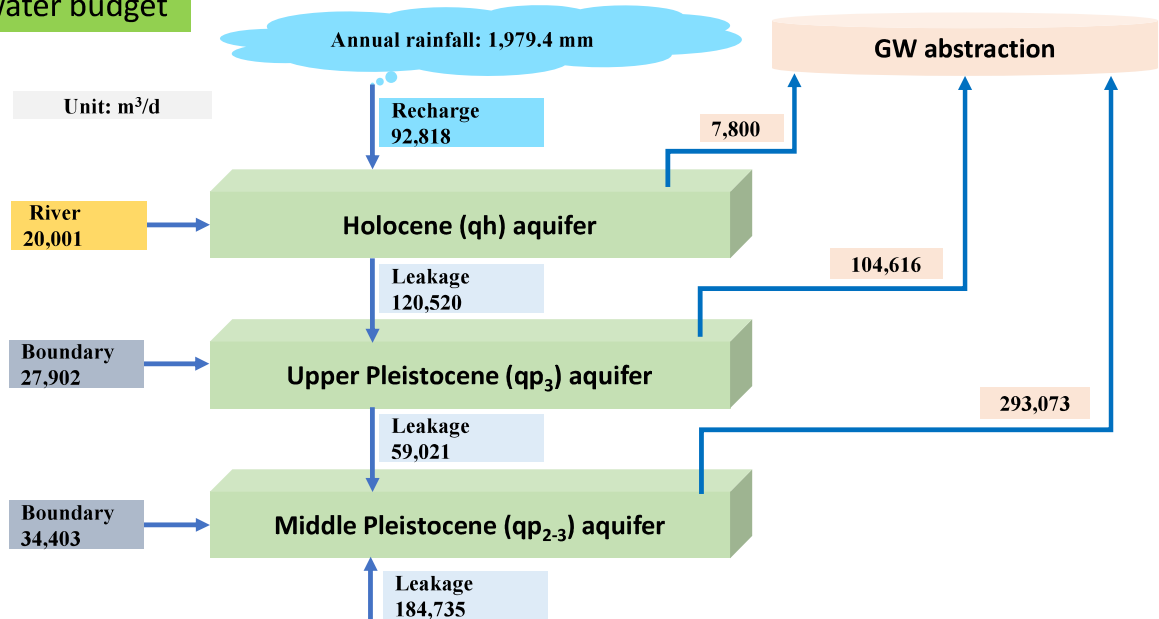 water budget
Annual rainfall: 1,979.4 mm
GW abstraction
Unit: m³/d
Recharge
92,818
7,800
River
20,001
Holocene (qh) aquifer
Leakage
120,520
104,616
Boundary
27,902
Upper Pleistocene (qp₃) aquifer
Leakage
59,021
293,073
Boundary
34,403
Middle Pleistocene (qp₂₋₃) aquifer
Leakage
184,735